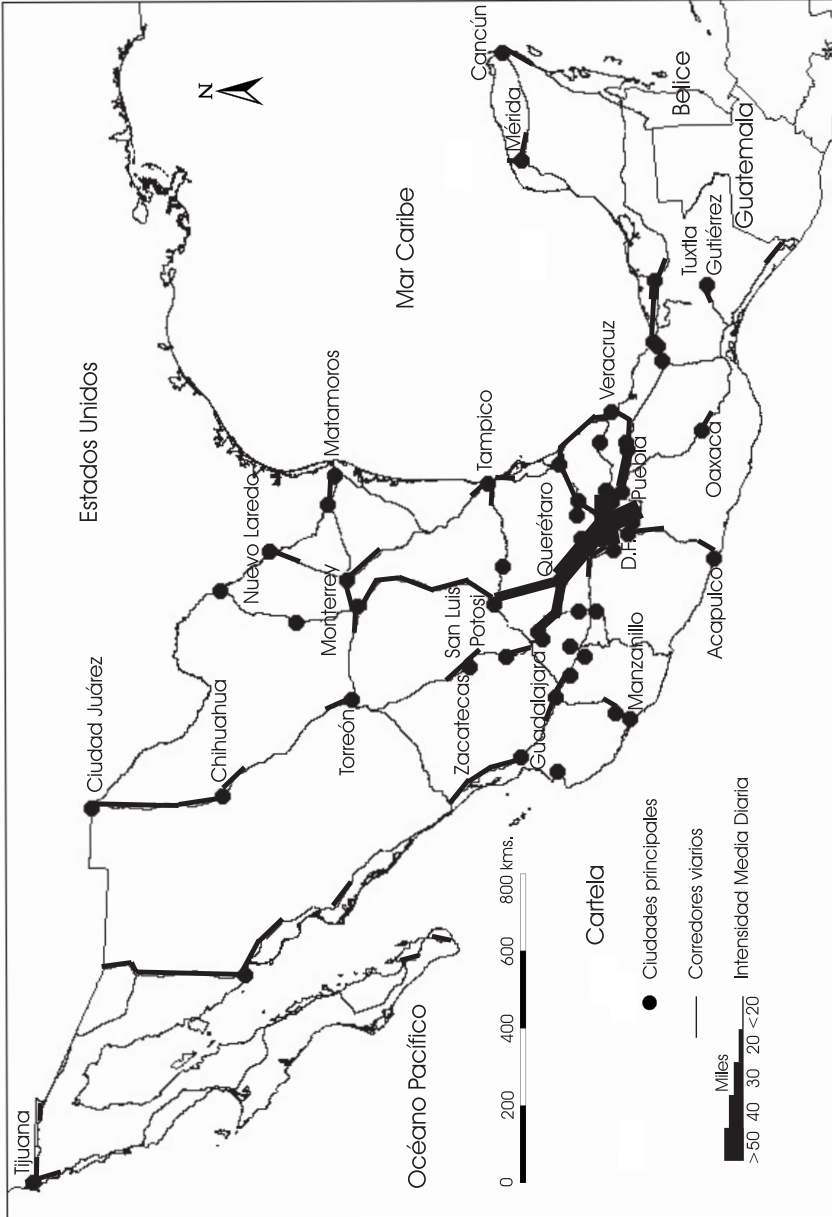 Tijuana
Estados Unidos
N
Ciudad Juárez
Chihuahua
Nuevo Laredo
Monterrey
Matamoros
Torreón
Mar Caribe
Zacatecas
San Luis
Potosí
Tampico
Cancún
Mérida
Guadalajara
Querétaro
Veracruz
D.F.
Puebla
Manzanillo
Acapulco
Oaxaca
Tuxtla
Gutiérrez
Belice
Guatemala
Océano Pacífico
0 200 400 600 800 kms.
Cartela
Ciudades principales
Corredores viarios
Intensidad Media Diaria
Miles
>50 40 30 20 <20